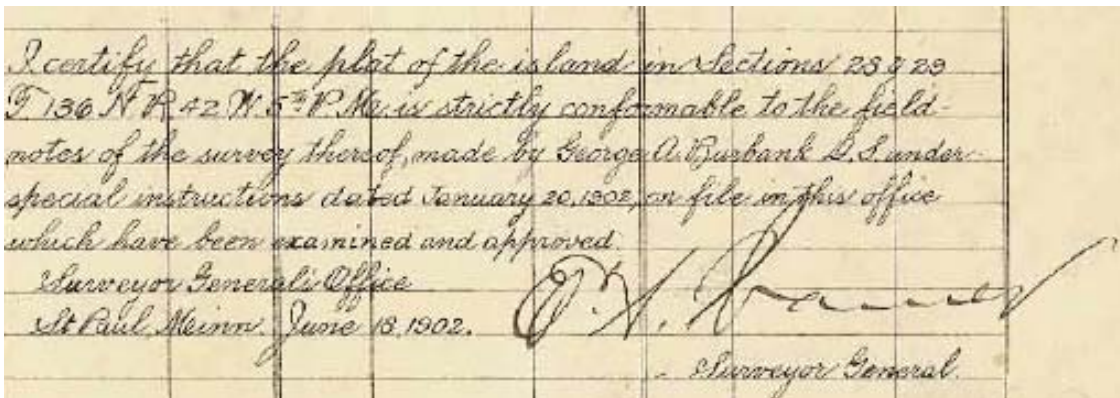 I certify that the plat of the island in Sections 28 & 29
T 136 N. R. 42 W. 5th P. M. is strictly conformable to the field
notes of the survey thereof, made by George A. Burbank D. S. under
special instructions dated January 20, 1902, on file in this office
which have been examined and approved.
Surveyor General's Office
St Paul, Minn. June 18, 1902.
Surveyor General.